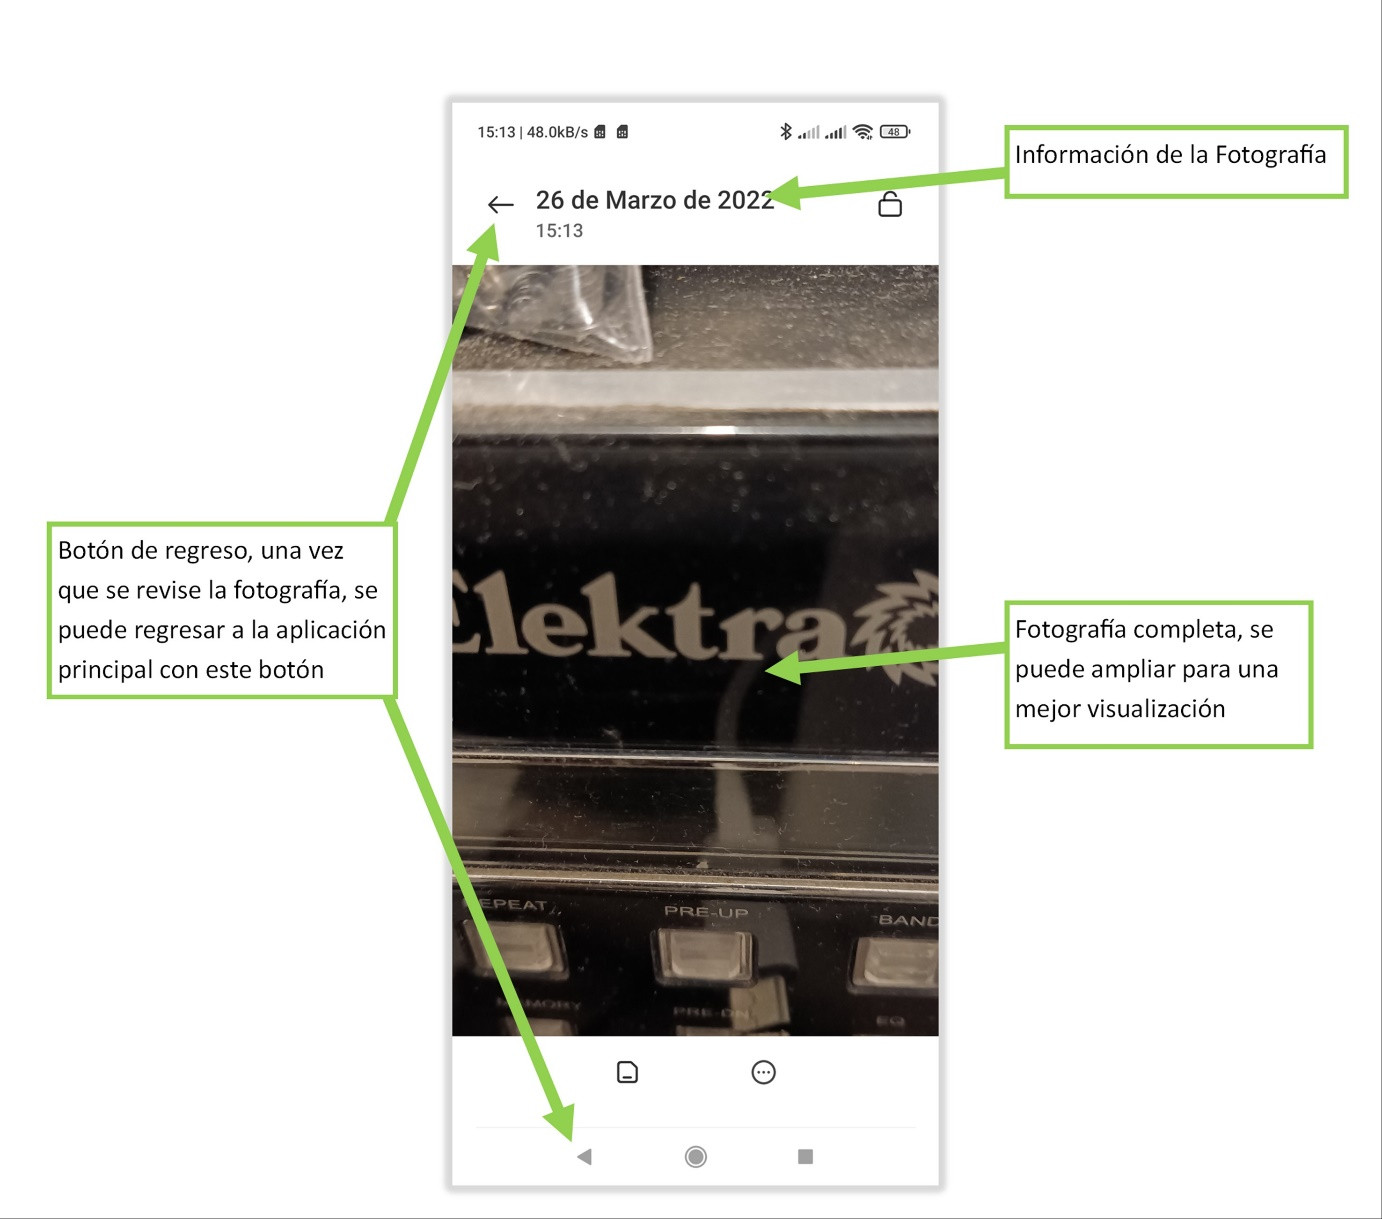 15:13 | 48.0kB/s
48
26 de Marzo de 2022
15:13
Información de la Fotografía
Botón de regreso, una vez
que se revise la fotografía, se
puede regresar a la aplicación
principal con este botón
Elektra
Fotografía completa, se
puede ampliar para una
mejor visualización
EPEAT
PRE-UP
BAND
MEMORY
PRE-DN
EQ